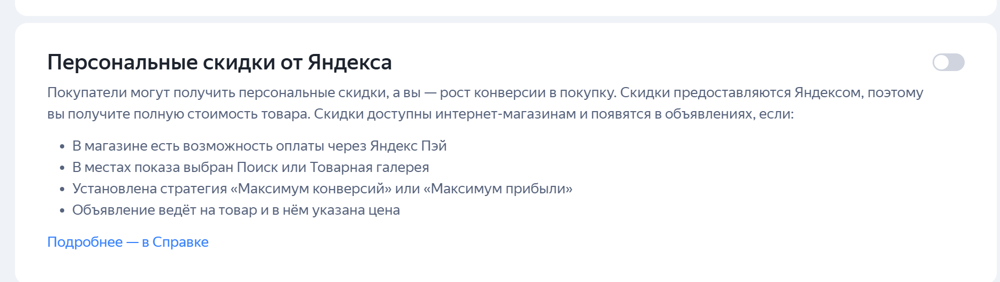 Персональные скидки от Яндекса
Покупатели могут получить персональные скидки, а вы — рост конверсии в покупку. Скидки предоставляются Яндексом, поэтому
вы получите полную стоимость товара. Скидки доступны интернет-магазинам и появятся в объявлениях, если:
• В магазине есть возможность оплаты через Яндекс Пэй
• В местах показа выбран Поиск или Товарная галерея
• Установлена стратегия «Максимум конверсий» или «Максимум прибыли»
• Объявление ведёт на товар и в нём указана цена
Подробнее — в Справке